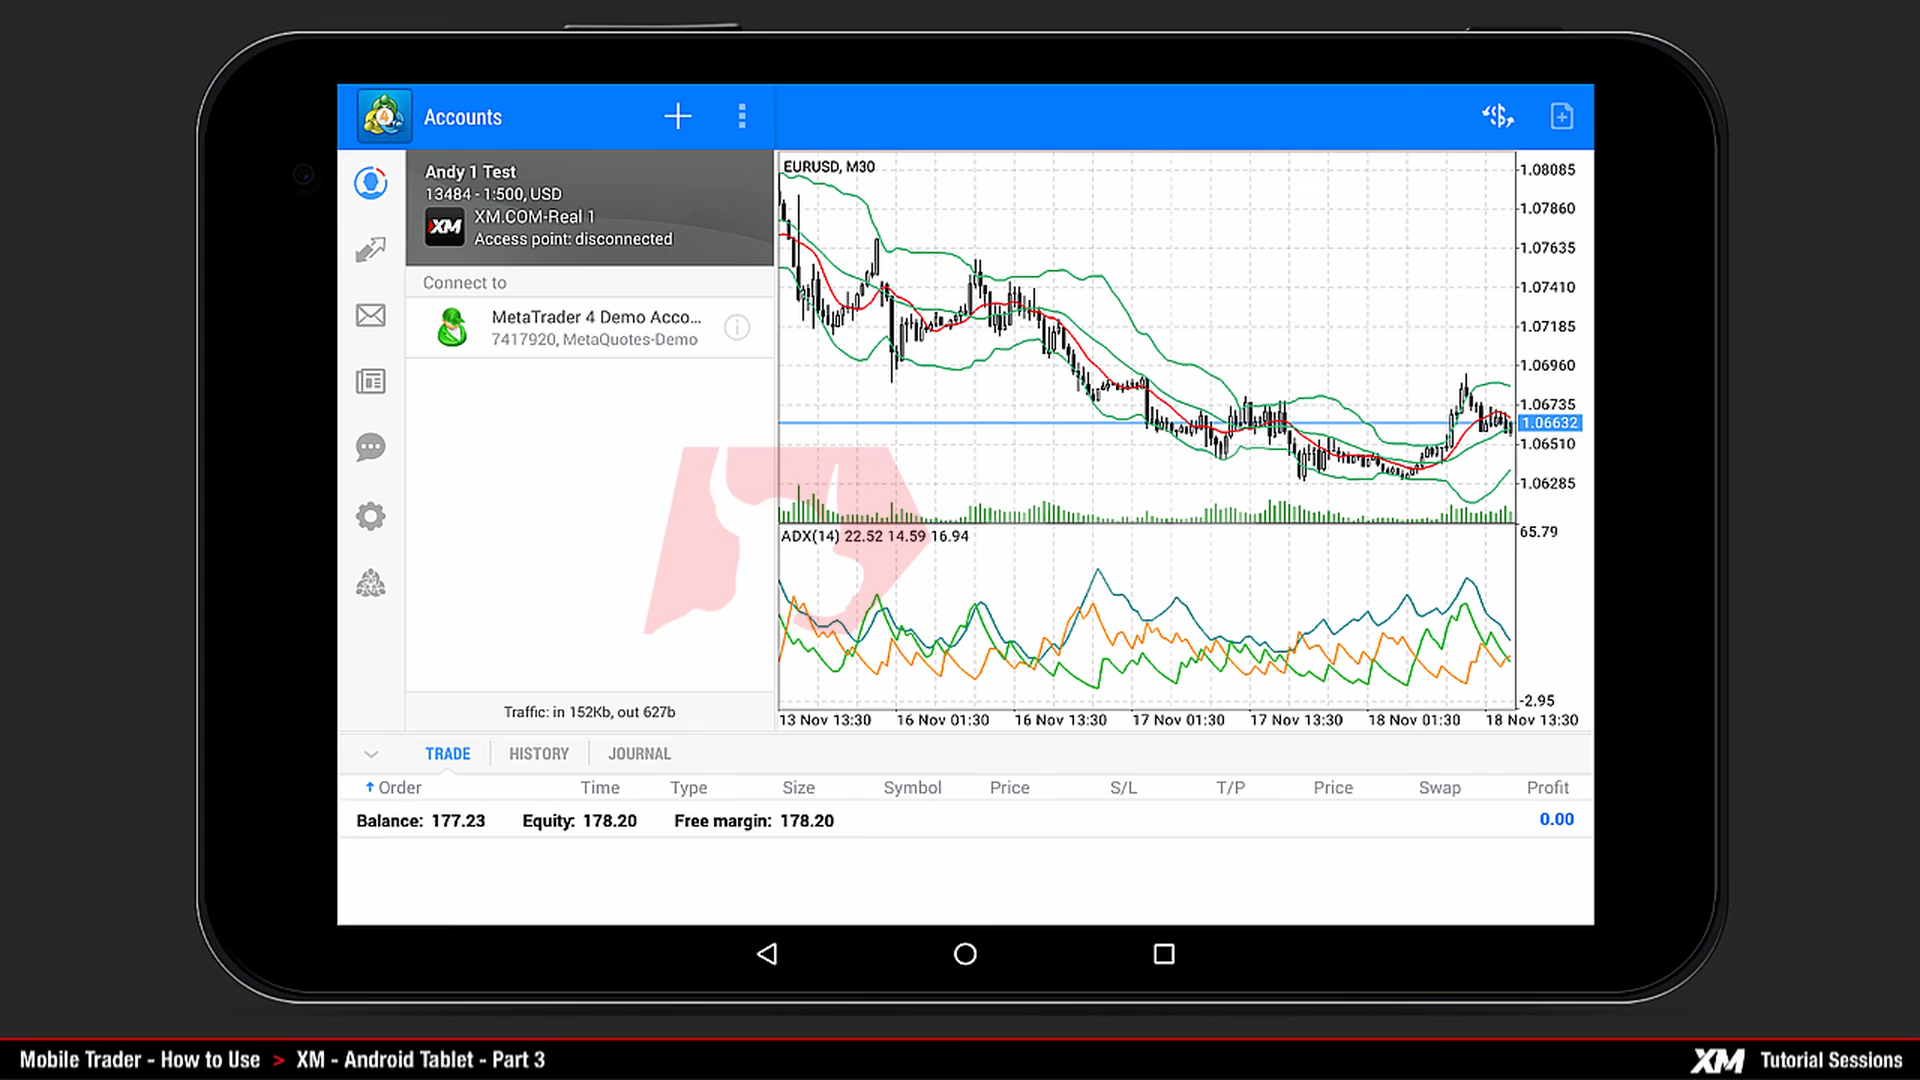 Accounts
Andy 1 Test
13484 - 1:500, USD
XM
XM.COM-Real 1
Access point: disconnected
Connect to
MetaTrader 4 Demo Acco...
7417920, MetaQuotes-Demo
Traffic: in 152Kb, out 627b
EURUSD, M30
1.08085
1.07860
1.07635
1.07410
1.07185
1.06960
1.06735
1.06632
1.06510
1.06285
ADX(14) 22.52 14.59 16.94
65.79
-2.95
13 Nov 13:30 16 Nov 01:30 16 Nov 13:30 17 Nov 01:30 17 Nov 13:30 18 Nov 01:30 18 Nov 13:30
TRADE HISTORY JOURNAL
Order Time Type Size Symbol Price S/L T/P Price Swap Profit
Balance: 177.23 Equity: 178.20 Free margin: 178.20 0.00
Mobile Trader - How to Use > XM - Android Tablet - Part 3
XM Tutorial Sessions